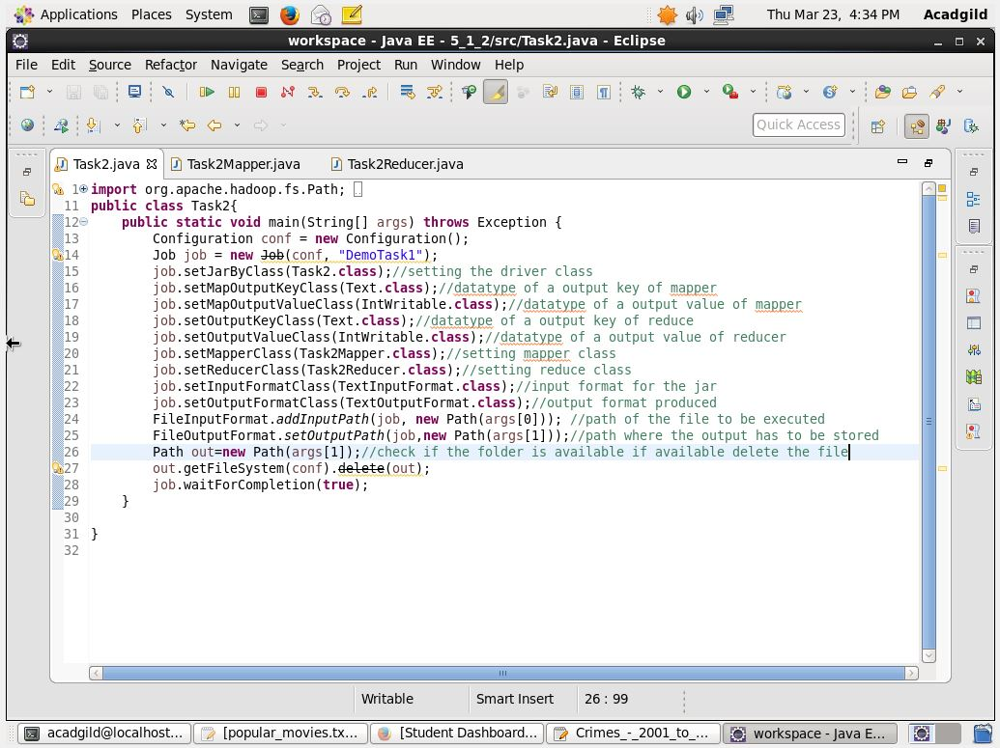 Applications Places System Thu Mar 23, 4:34 PM Acadgild
workspace - Java EE - 5_1_2/src/Task2.java - Eclipse
File Edit Source Refactor Navigate Search Project Run Window Help
Quick Access
Task2.java Task2Mapper.java Task2Reducer.java
1 import org.apache.hadoop.fs.Path;
11 public class Task2{
12 public static void main(String[] args) throws Exception {
13 Configuration conf = new Configuration();
14 Job job = new Job(conf, "DemoTask1");
15 job.setJarByClass(Task2.class);//setting the driver class
16 job.setMapOutputKeyClass(Text.class);//datatype of a output key of mapper
17 job.setMapOutputValueClass(IntWritable.class);//datatype of a output value of mapper
18 job.setOutputKeyClass(Text.class);//datatype of a output key of reduce
19 job.setOutputValueClass(IntWritable.class);//datatype of a output value of reducer
20 job.setMapperClass(Task2Mapper.class);//setting mapper class
21 job.setReducerClass(Task2Reducer.class);//setting reduce class
22 job.setInputFormatClass(TextInputFormat.class);//input format for the jar
23 job.setOutputFormatClass(TextOutputFormat.class);//output format produced
24 FileInputFormat.addInputPath(job, new Path(args[0])); //path of the file to be executed
25 FileOutputFormat.setOutputPath(job,new Path(args[1]));//path where the output has to be stored
26 Path out=new Path(args[1]);//check if the folder is available if available delete the file
27 out.getFileSystem(conf).delete(out);
28 job.waitForCompletion(true);
29 }
30
31 }
32
Writable Smart Insert 26 : 99
acadgild@localhost... [popular_movies.tx... [Student Dashboard... Crimes_-_2001_to_... workspace - Java E...